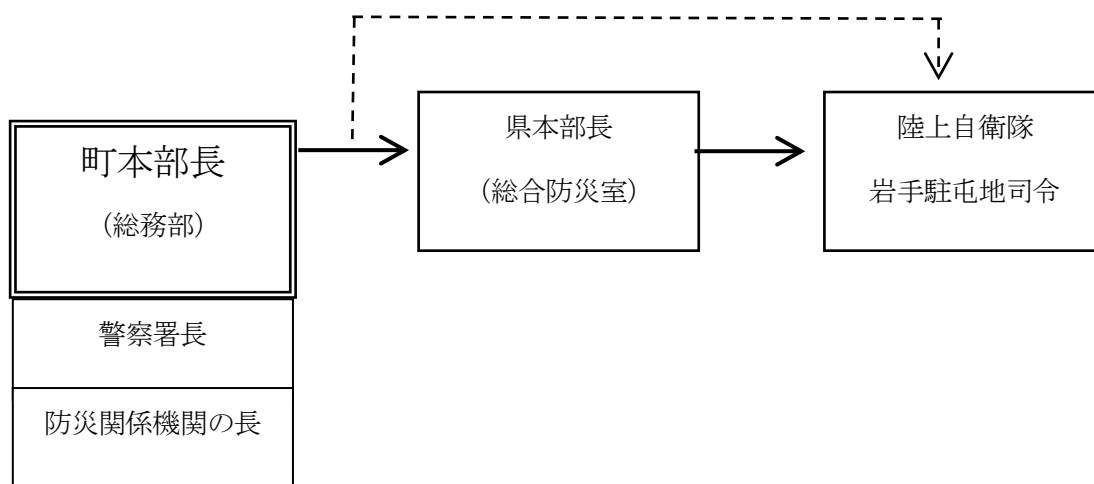 町本部長
(総務部)
警察署長
防災関係機関の長
県本部長
(総合防災室)
陸上自衛隊
岩手駐屯地司令